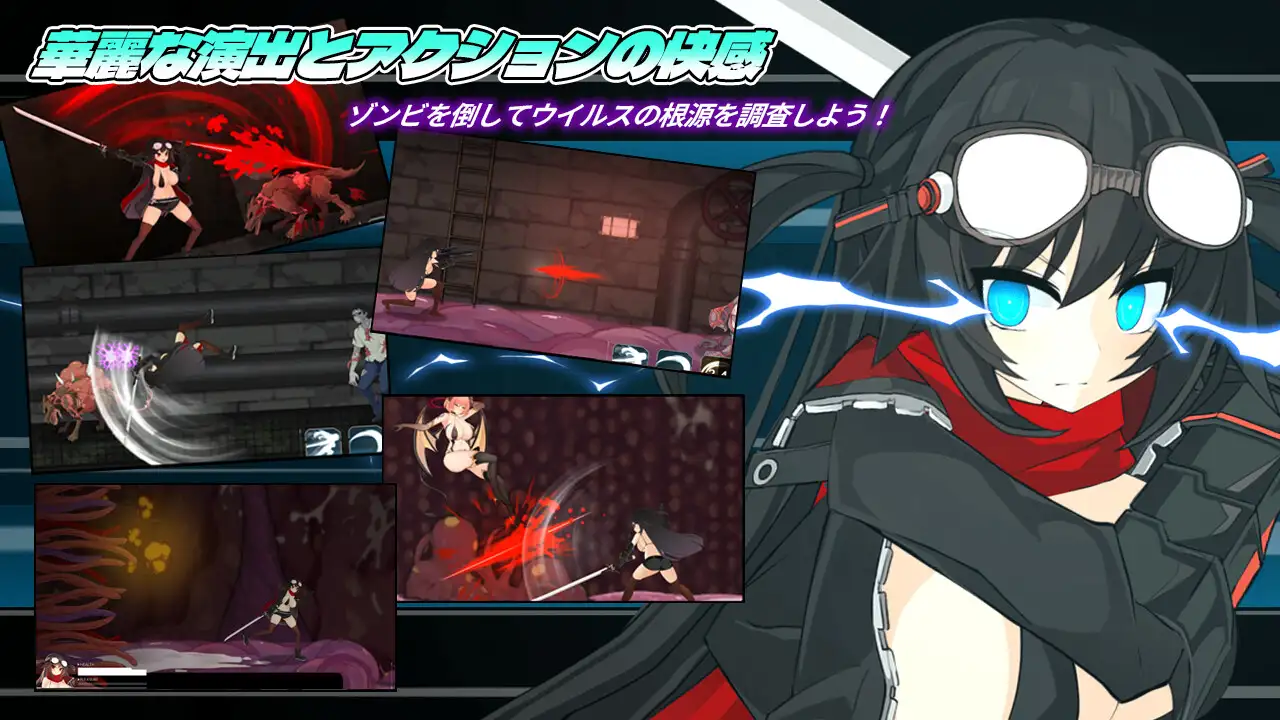 華麗な演出とアクションの快感
ゾンビを倒してウイルスの根源を調査しよう！